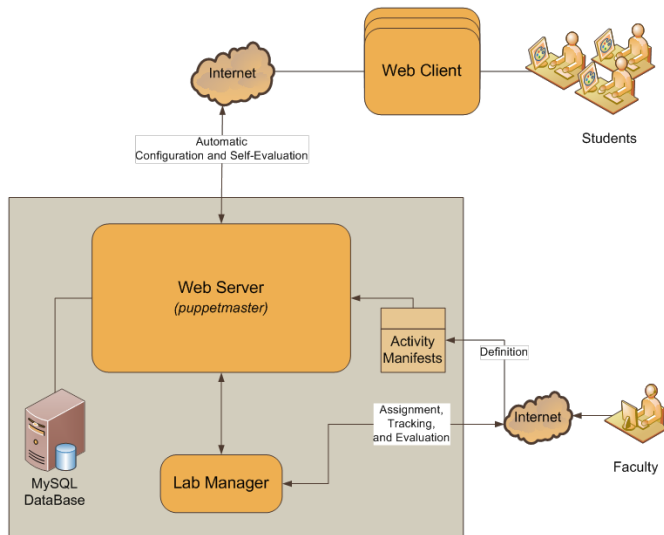 Internet
Web Client
Students
Automatic
Configuration and Self-Evaluation
Web Server
(puppetmaster)
Activity
Manifests
Definition
Assignment,
Tracking,
and Evaluation
Internet
Faculty
MySQL
DataBase
Lab Manager